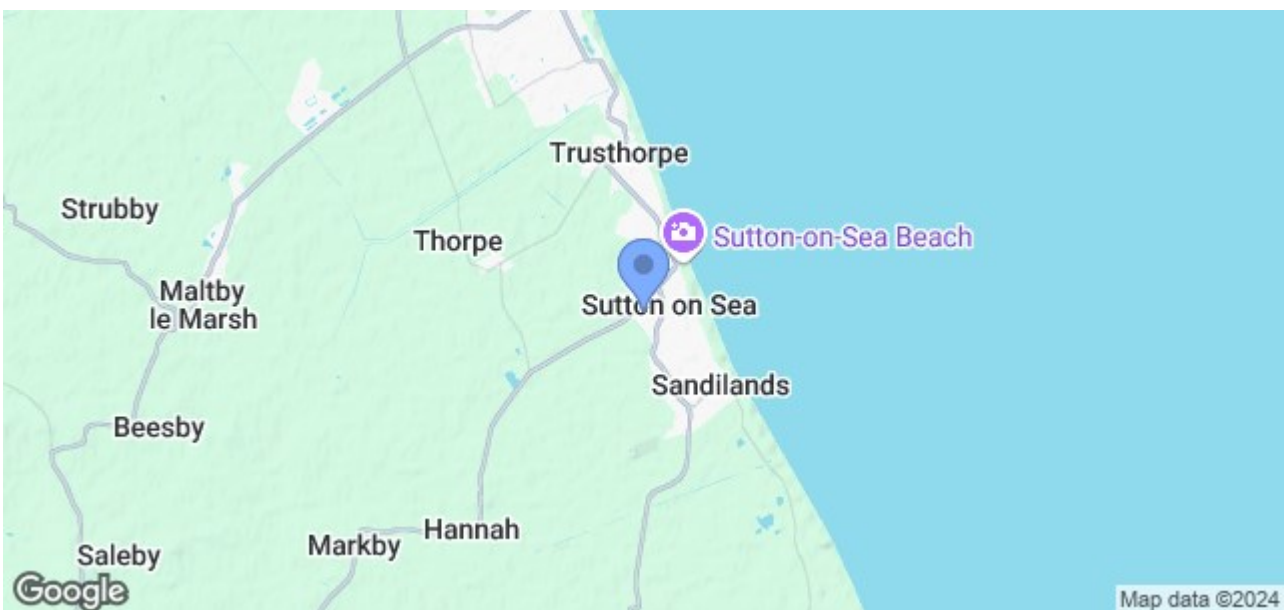 Trusthorpe
Strubby
Thorpe
Sutton-on-Sea Beach
Maltby
le Marsh
Sutton on Sea
Sandilands
Beesby
Hannah
Markby
Saleby
Google
Map data ©2024